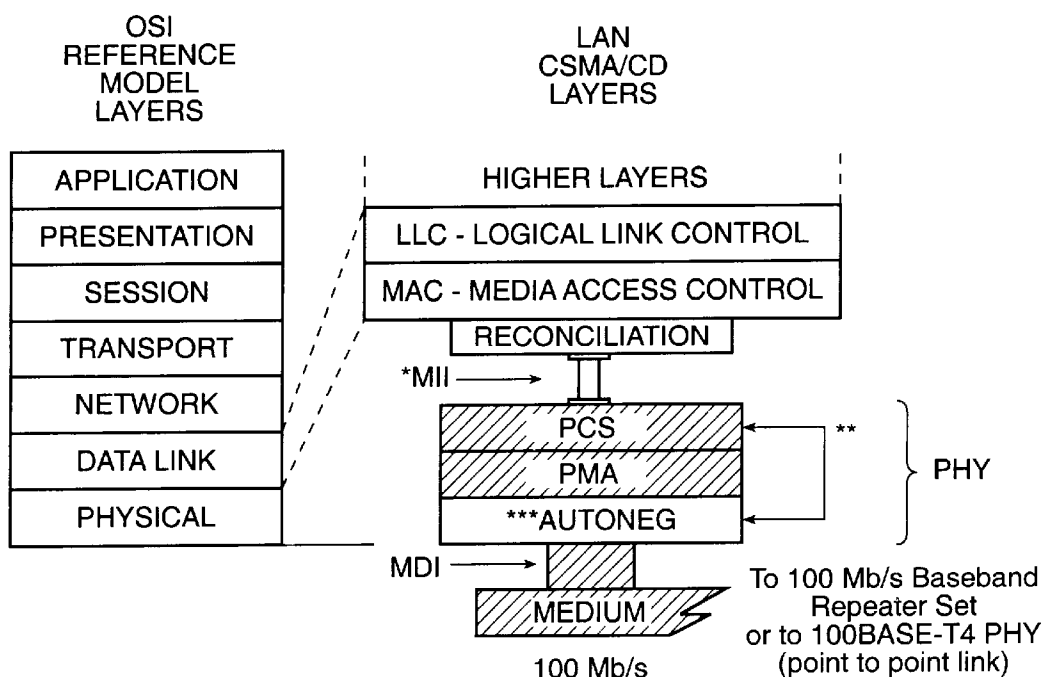 OSI
REFERENCE
MODEL
LAYERS
LAN
CSMA/CD
LAYERS
APPLICATION
PRESENTATION
SESSION
TRANSPORT
NETWORK
DATA LINK
PHYSICAL
HIGHER LAYERS
LLC - LOGICAL LINK CONTROL
MAC - MEDIA ACCESS CONTROL
RECONCILIATION
*MII
PCS
**
PMA
PHY
***AUTONEG
MDI
MEDIUM
To 100 Mb/s Baseband
Repeater Set
or to 100BASE-T4 PHY
(point to point link)
100 Mb/s